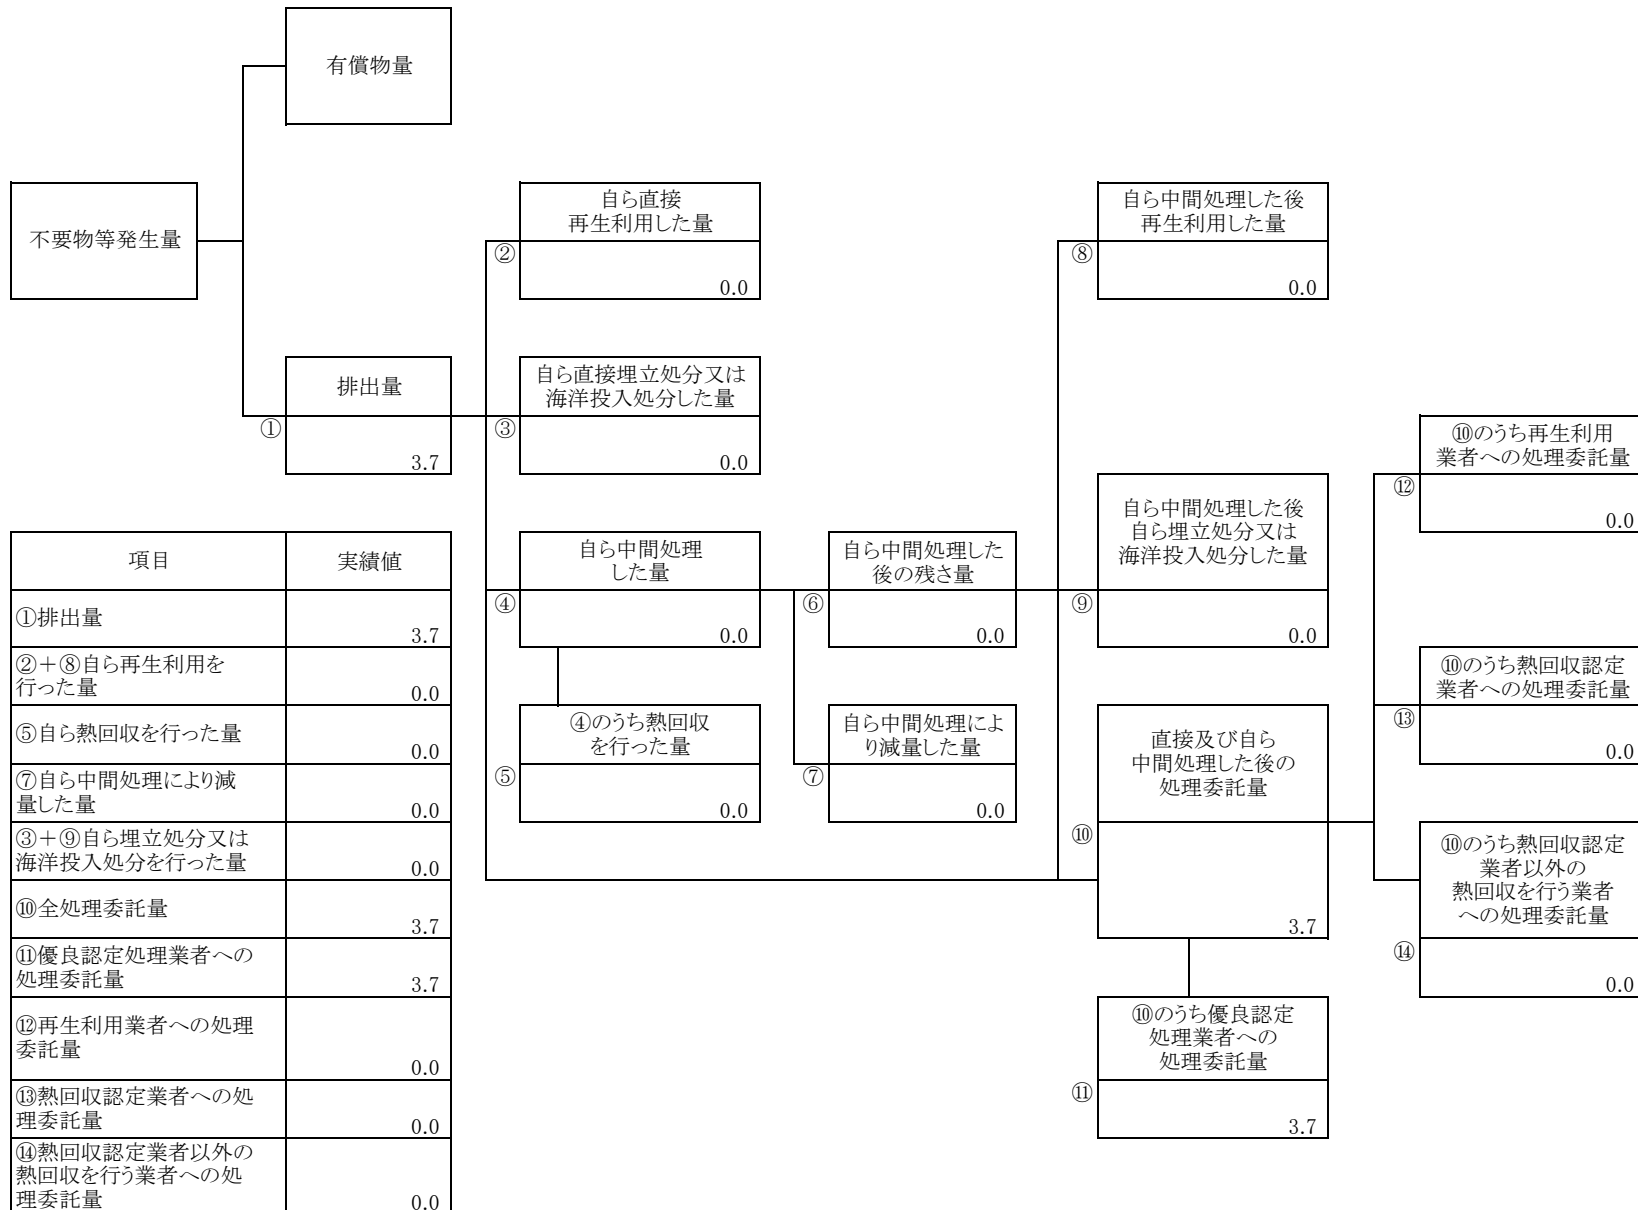 有償物量
不要物等発生量
自ら直接
再生利用した量
②
0.0
自ら中間処理した後
再生利用した量
⑧
0.0
排出量
①
3.7
自ら直接埋立処分又は
海洋投入処分した量
③
0.0
⑩のうち再生利用
業者への処理委託量
⑫
0.0
自ら中間処理
した量
④
0.0
自ら中間処理した
後の残さ量
⑥
0.0
自ら中間処理した後
自ら埋立処分又は
海洋投入処分した量
⑨
0.0
⑩のうち熱回収認定
業者への処理委託量
⑬
0.0
④のうち熱回収
を行った量
⑤
0.0
自ら中間処理によ
り減量した量
⑦
0.0
直接及び自ら
中間処理した後の
処理委託量
⑩
3.7
⑩のうち熱回収認定
業者以外の
熱回収を行う業者
への処理委託量
⑭
0.0
⑩のうち優良認定
処理業者への
処理委託量
⑪
3.7
項目 実績値
①排出量
3.7
②+⑧自ら再生利用を
行った量
0.0
⑤自ら熱回収を行った量
0.0
⑦自ら中間処理により減
量した量
0.0
③+⑨自ら埋立処分又は
海洋投入処分を行った量
0.0
⑩全処理委託量
3.7
⑪優良認定処理業者への
処理委託量
3.7
⑫再生利用業者への処理
委託量
0.0
⑬熱回収認定業者への処
理委託量
0.0
⑭熱回収認定業者以外の
熱回収を行う業者への処
理委託量
0.0